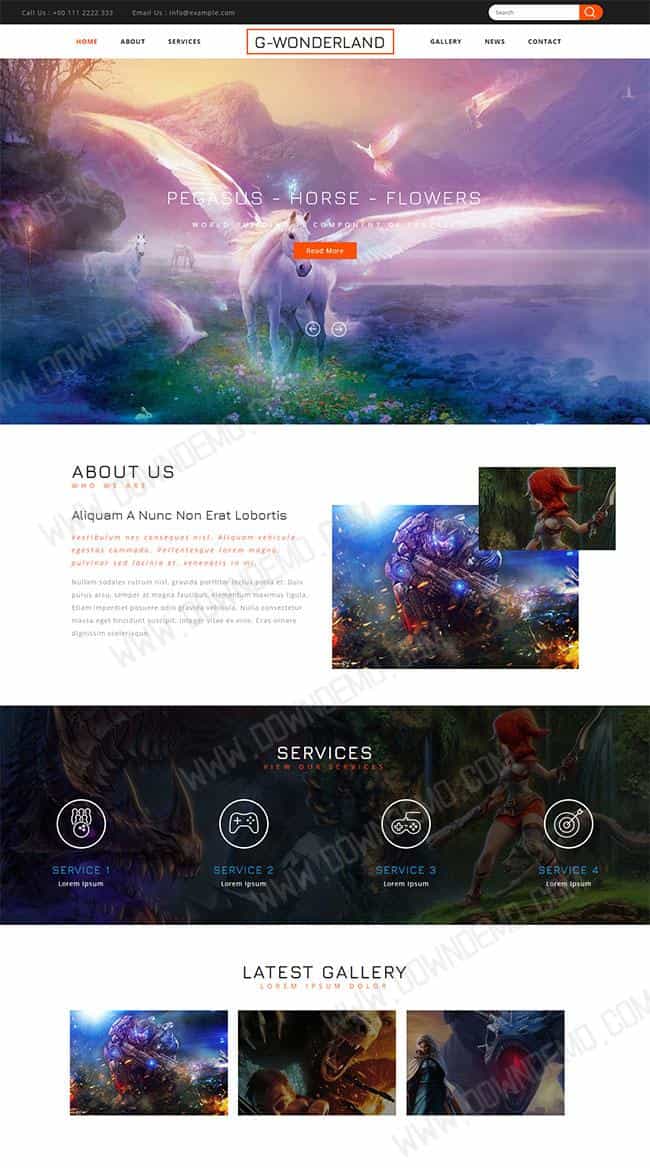 Call Us : +00 111 2222 333 Email Us : info@example.com Search
HOME ABOUT SERVICES G-WONDERLAND GALLERY NEWS CONTACT
PEGASUS - HORSE - FLOWERS
WORLD COMPONENT OF
Read More
ABOUT US
WHO WE ARE
Aliquam A Nunc Non Erat Lobortis
Vestibulum nec consequat nisl. Aliquam vehicula
egestas commodo. Pellentesque lorem magna,
pulvinar sed lacinia at, venenatis in mi.
Nullam sodales rutrum nisl, gravida porttitor lectus porta et. Duis
purus arcu, semper at magna faucibus, elementum maximus ligula.
Etiam imperdiet posuere odio gravida vehicula. Nulla consectetur
massa eget tincidunt suscipit. Integer vitae ex enim. Cras ornare
dignissim scelerisque.
SERVICES
VIEW OUR SERVICES
SERVICE 1 SERVICE 2 SERVICE 3 SERVICE 4
Lorem Ipsum Lorem Ipsum Lorem Ipsum Lorem Ipsum
LATEST GALLERY
LOREM IPSUM DOLOR
WWW.DOWNDEMO.COM